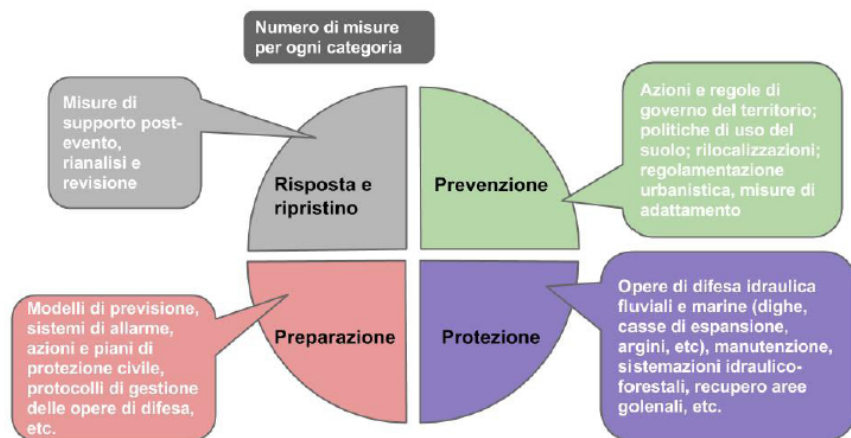 Numero di misure
per ogni categoria
Misure di
supporto post-
evento,
rianalisi e
revisione
Azioni e regole di
governo del territorio;
politiche di uso del
suolo; rilocalizzazioni;
regolamentazione
urbanistica, misure di
adattamento
Risposta e
ripristino
Prevenzione
Modelli di previsione,
sistemi di allarme,
azioni e piani di
protezione civile,
protocolli di gestione
delle opere di difesa,
etc.
Preparazione
Protezione
Opere di difesa idraulica
fluviali e marine (dighe,
casse di espansione,
argini, etc), manutenzione,
sistemazioni idraulico-
forestali, recupero aree
golenali, etc.